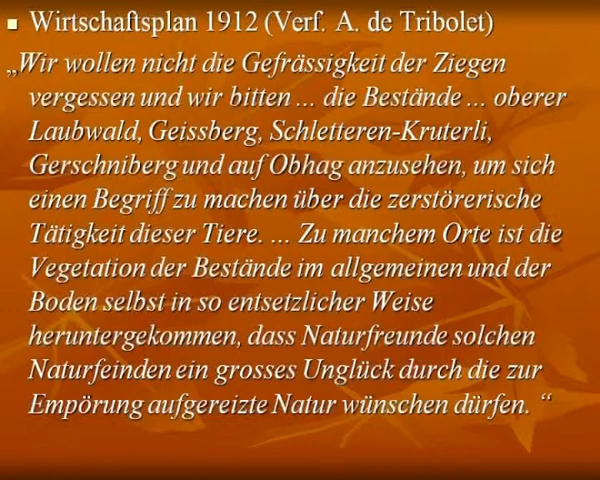 Wirtschaftsplan 1912 (Verf. A. de Tribolet)
„Wir wollen nicht die Gefrässigkeit der Ziegen
vergessen und wir bitten ... die Bestände ... oberer
Laubwald, Geissberg, Schletteren-Kruterli,
Gerschniberg und auf Obhag anzusehen, um sich
einen Begriff zu machen über die zerstörerische
Tätigkeit dieser Tiere. ... Zu manchem Orte ist die
Vegetation der Bestände im allgemeinen und der
Boden selbst in so entsetzlicher Weise
heruntergekommen, dass Naturfreunde solchen
Naturfeinden ein grosses Unglück durch die zur
Empörung aufgereizte Natur wünschen dürfen. “